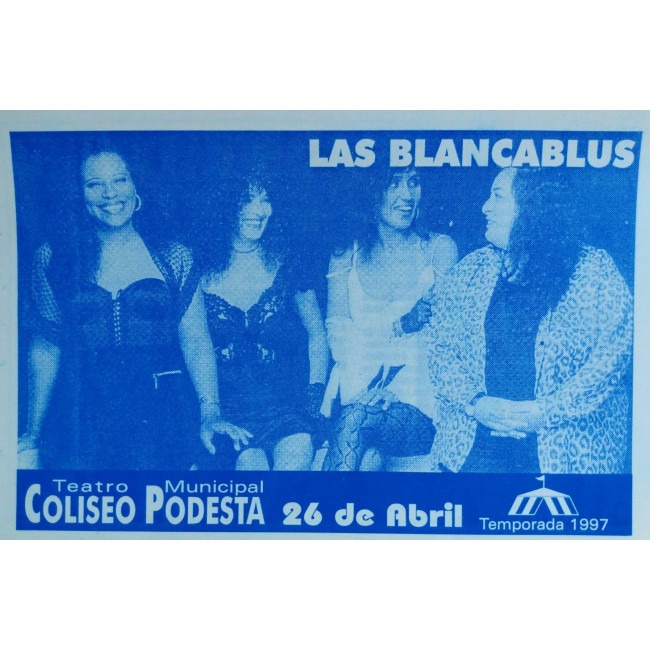 LAS BLANCABLUS
Teatro Municipal
COLISEO PODESTA
26 de Abril
Temporada 1997